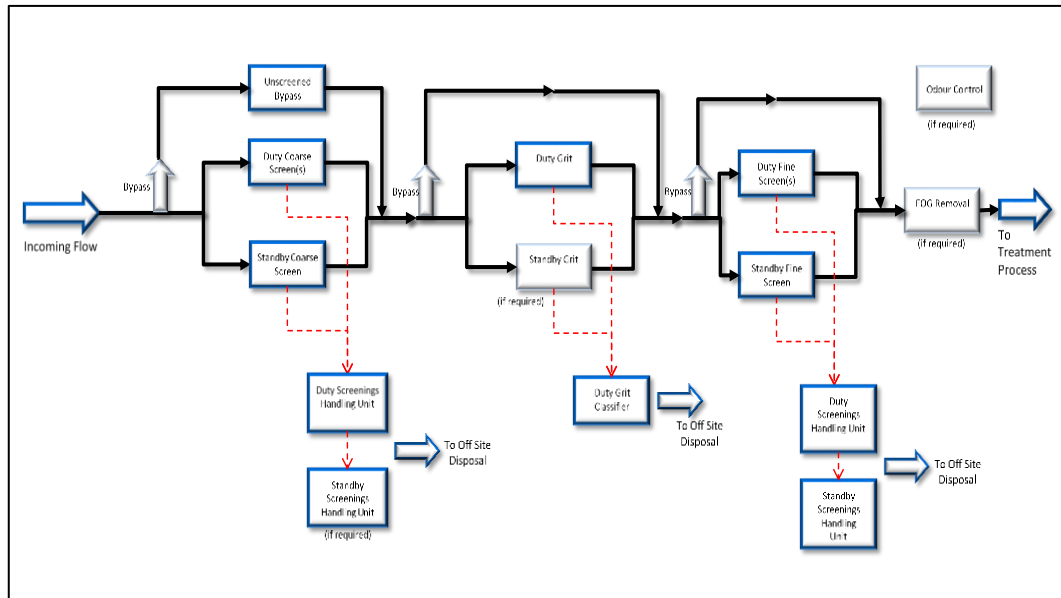 Unscreened
Bypass
Odour Control
(if required)
Duty Coarse
Screen(s)
Bypass
Duty Grit
Bypass
Duty Fine
Screen(s)
Bypass
Incoming Flow
FOG Removal
(if required)
To
Treatment
Process
Standby Coarse
Screen
Standby Grit
(if required)
Standby Fine
Screen
Duty Screenings
Handling Unit
To Off Site
Disposal
Standby
Screenings
Handling Unit
(if required)
Duty Grit
Classifier
To Off Site
Disposal
Duty
Screenings
Handling Unit
To Off Site
Disposal
Standby
Screenings
Handling
Unit